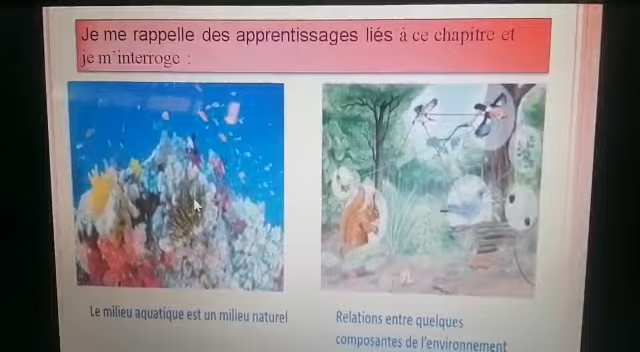 Je me rappelle des apprentissages liés à ce chapitre et
je m'interroge :
Le milieu aquatique est un milieu naturel
Relations entre quelques
composantes de l'environnement